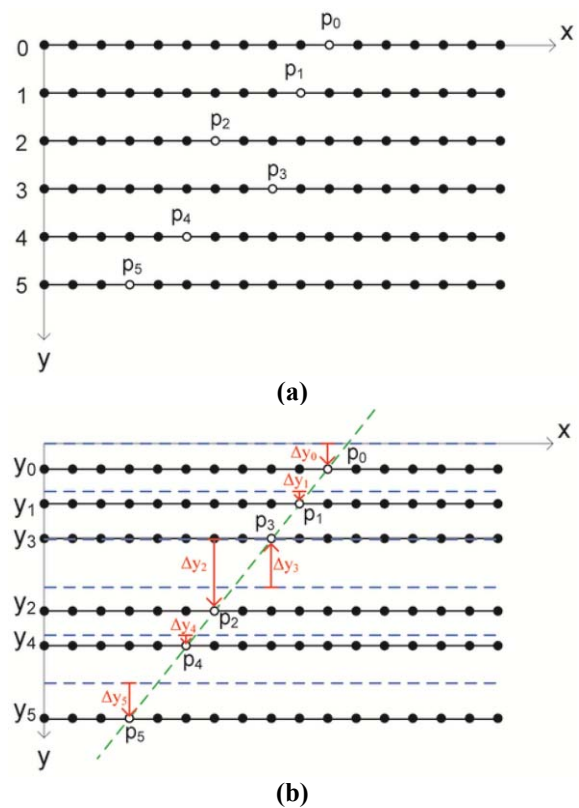 p₀
0
x
p₁
1
p₂
2
p₃
3
p₄
4
p₅
5
y
(a)
x
Δy₀
p₀
y₀
Δy₁
y₁
p₁
p₃
y₃
Δy₂
Δy₃
y₂
p₂
Δy₄
y₄
p₄
Δy₅
y₅
p₅
y
(b)